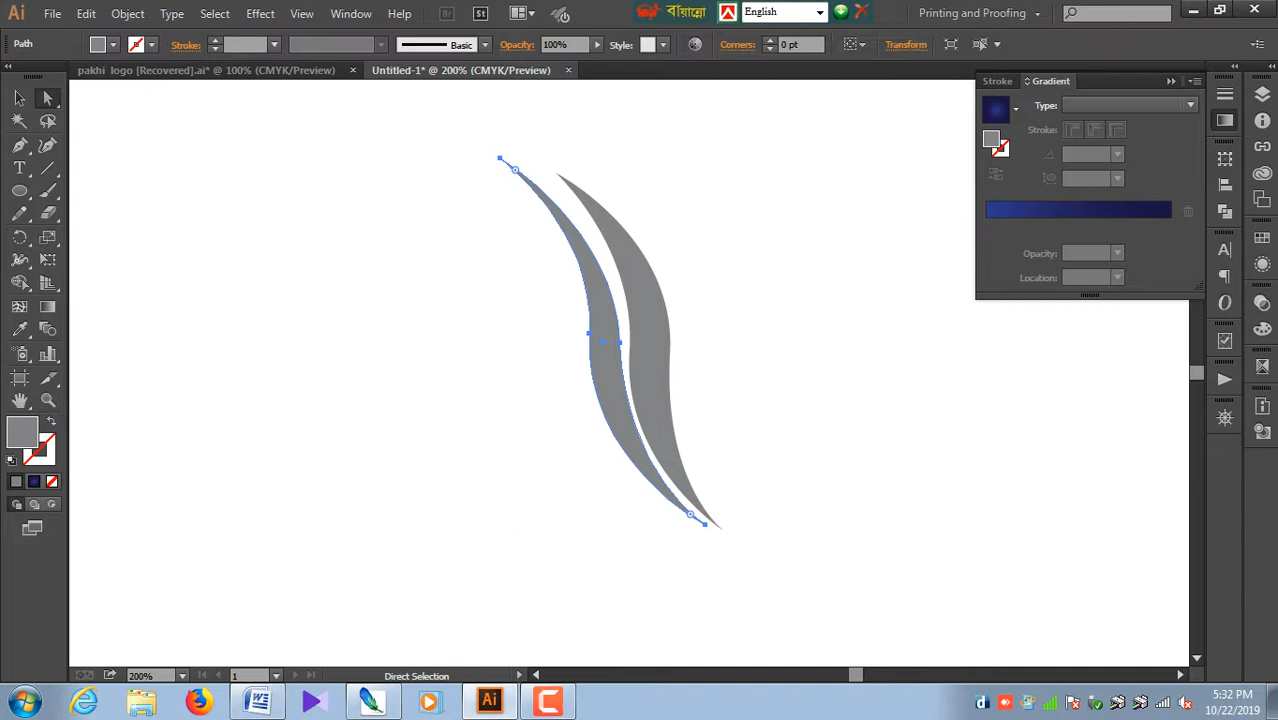 Ai File Edit Object Type Select Effect View Window Help Br St বায়ান্নো English Printing and Proofing
Path Stroke: Basic Opacity: 100% Style: Corners: 0 pt Transform
pakhi logo [Recovered].ai* @ 100% (CMYK/Preview) × Untitled-1* @ 200% (CMYK/Preview) ×
Stroke Gradient
Type:
Stroke:
Opacity:
Location:
200% 1 Direct Selection
5:32 PM
10/22/2019